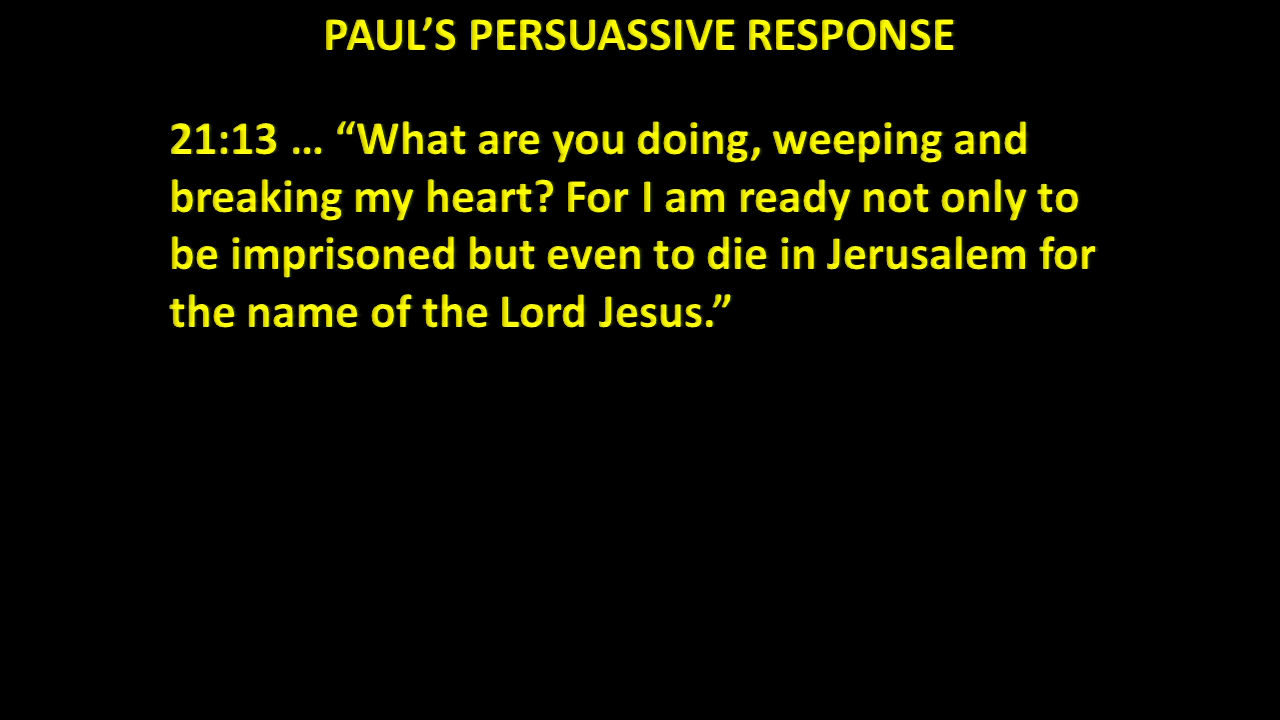 PAUL’S PERSUASSIVE RESPONSE
21:13 … “What are you doing, weeping and
breaking my heart? For I am ready not only to
be imprisoned but even to die in Jerusalem for
the name of the Lord Jesus.”